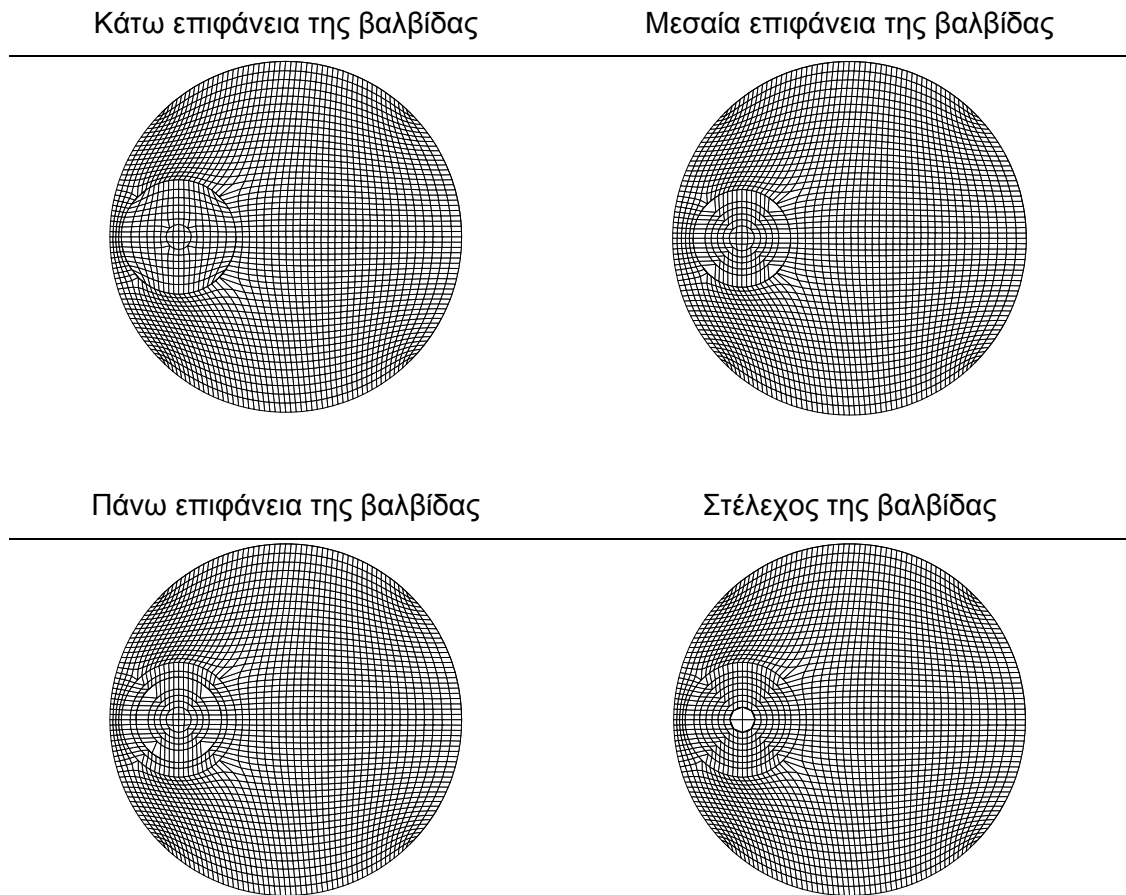 Κάτω επιφάνεια της βαλβίδας
Μεσαία επιφάνεια της βαλβίδας
Πάνω επιφάνεια της βαλβίδας
Στέλεχος της βαλβίδας